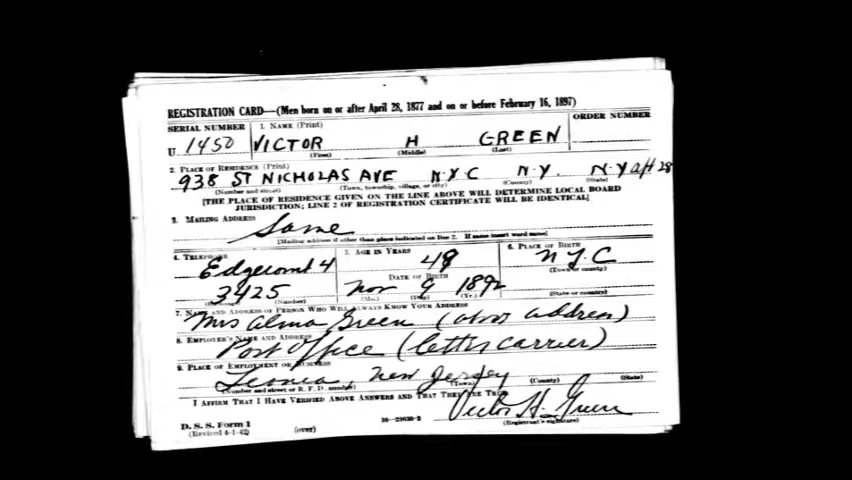 REGISTRATION CARD—(Men born on or after April 28, 1877 and on or before February 16, 1897)
SERIAL NUMBER 1. NAME (Print) ORDER NUMBER
U 1450 VICTOR H GREEN
(First) (Middle) (Last)
2. PLACE OF RESIDENCE (Print)
938 ST NICHOLAS AVE N.Y.C N.Y. N.Y apt 28
(Number and street) (Town, township, village, or city) (County) (State)
[THE PLACE OF RESIDENCE GIVEN ON THE LINE ABOVE WILL DETERMINE LOCAL BOARD
JURISDICTION; LINE 2 OF REGISTRATION CERTIFICATE WILL BE IDENTICAL]
3. MAILING ADDRESS
Same
[Mailing address if other than place indicated on line 2. If same insert word same]
4. TELEPHONE 5. AGE IN YEARS 6. PLACE OF BIRTH
Edgecomb 4 49 N Y. C
DATE OF BIRTH (Town or county)
3425 Nov 9 1892
(Number) (Mo.) (Day) (Yr.) (State or country)
7. NAME AND ADDRESS OF PERSON WHO WILL ALWAYS KNOW YOUR ADDRESS
Mrs Alma Green (above address)
8. EMPLOYER'S NAME AND ADDRESS
Post Office (letter carrier)
9. PLACE OF EMPLOYMENT OR BUSINESS
Leonia, New Jersey
(Number and street or R. F. D. number) (Town) (County) (State)
I AFFIRM THAT I HAVE VERIFIED ABOVE ANSWERS AND THAT THEY ARE TRUE.
Victor H. Green
D. S. S. Form 1 16—21630-2 (Registrant's signature)
(Revised 4-1-42) (over)